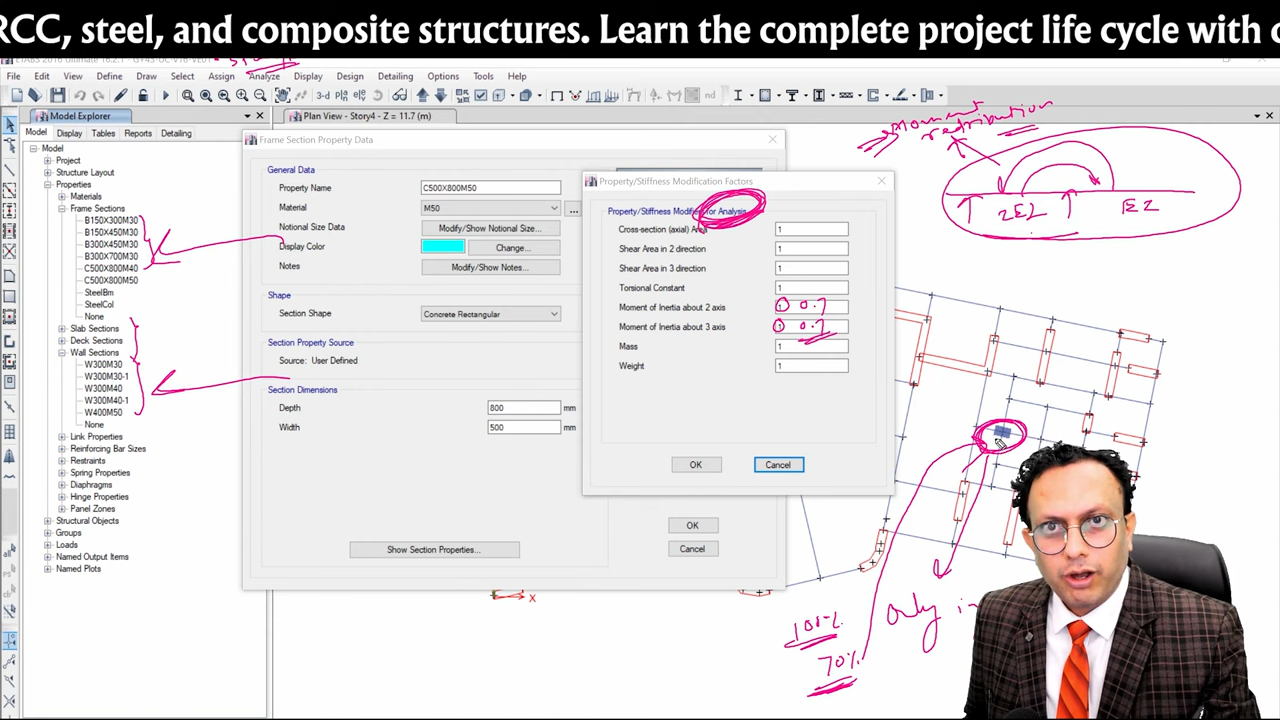 RCC, steel, and composite structures. Learn the complete project life cycle with c
File Edit View Define Draw Select Assign Analyze Display Design Detailing Options Tools Help
Model Explorer
Plan View - Story4 - Z = 11.7 (m)
Model Display Tables Reports Detailing
Model
Project
Structure Layout
Properties
Materials
Frame Sections
B150X300M30
B150X450M30
B300X450M30
B300X700M30
C500X800M40
C500X800M50
SteelBm
SteelCol
None
Slab Sections
Deck Sections
Wall Sections
W300M30
W300M30-1
W300M40
W300M40-1
W400M50
None
Link Properties
Reinforcing Bar Sizes
Restraints
Spring Properties
Diaphragms
Hinge Properties
Panel Zones
Structural Objects
Groups
Loads
Named Output Items
Named Plots
Frame Section Property Data
General Data
Property Name C500X800M50
Material M50 ...
Notional Size Data Modify/Show Notional Size...
Display Color Change...
Notes Modify/Show Notes...
Shape
Section Shape Concrete Rectangular
Section Property Source
Source: User Defined
Section Dimensions
Depth 800 mm
Width 500 mm
Show Section Properties...
OK
Cancel
Property/Stiffness Modification Factors
Property/Stiffness Modifiers for Analysis
Cross-section (axial) Area 1
Shear Area in 2 direction 1
Shear Area in 3 direction 1
Torsional Constant 1
Moment of Inertia about 2 axis 1 0.7
Moment of Inertia about 3 axis 1 0.7
Mass 1
Weight 1
OK Cancel
Moment
2EI EI
X
100%
70%
only in